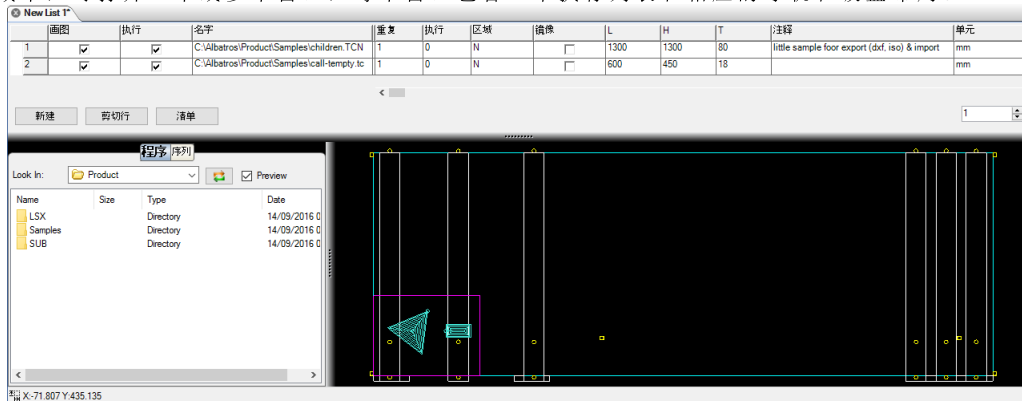 New List 1*
画图 执行 名字 重复 执行 区域 镜像 L H T 注释 单元
1 C:\Albatros\Product\Samples\children.TCN 1 0 N 1300 1300 80 little sample foor export (dxf, iso) & import mm
2 C:\Albatros\Product\Samples\call-tempty.tc 1 0 N 600 450 18 mm
新建 剪切行 清单 1
程序 序列
Look In: Product Preview
Name Size Type Date
LSX Directory 14/09/2016 0
Samples Directory 14/09/2016 0
SUB Directory 14/09/2016 0
X:-71.807 Y:435.135